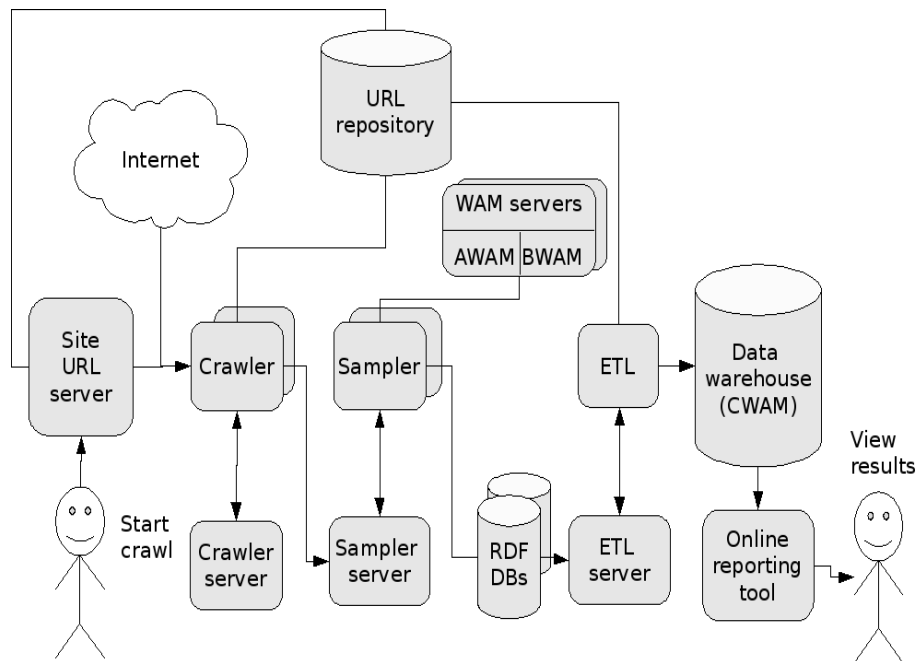 URL
repository
Internet
WAM servers
AWAM BWAM
Site
URL
server
Crawler
Sampler
ETL
Data
warehouse
(CWAM)
View
results
Start
crawl
Crawler
server
Sampler
server
RDF
DBs
ETL
server
Online
reporting
tool